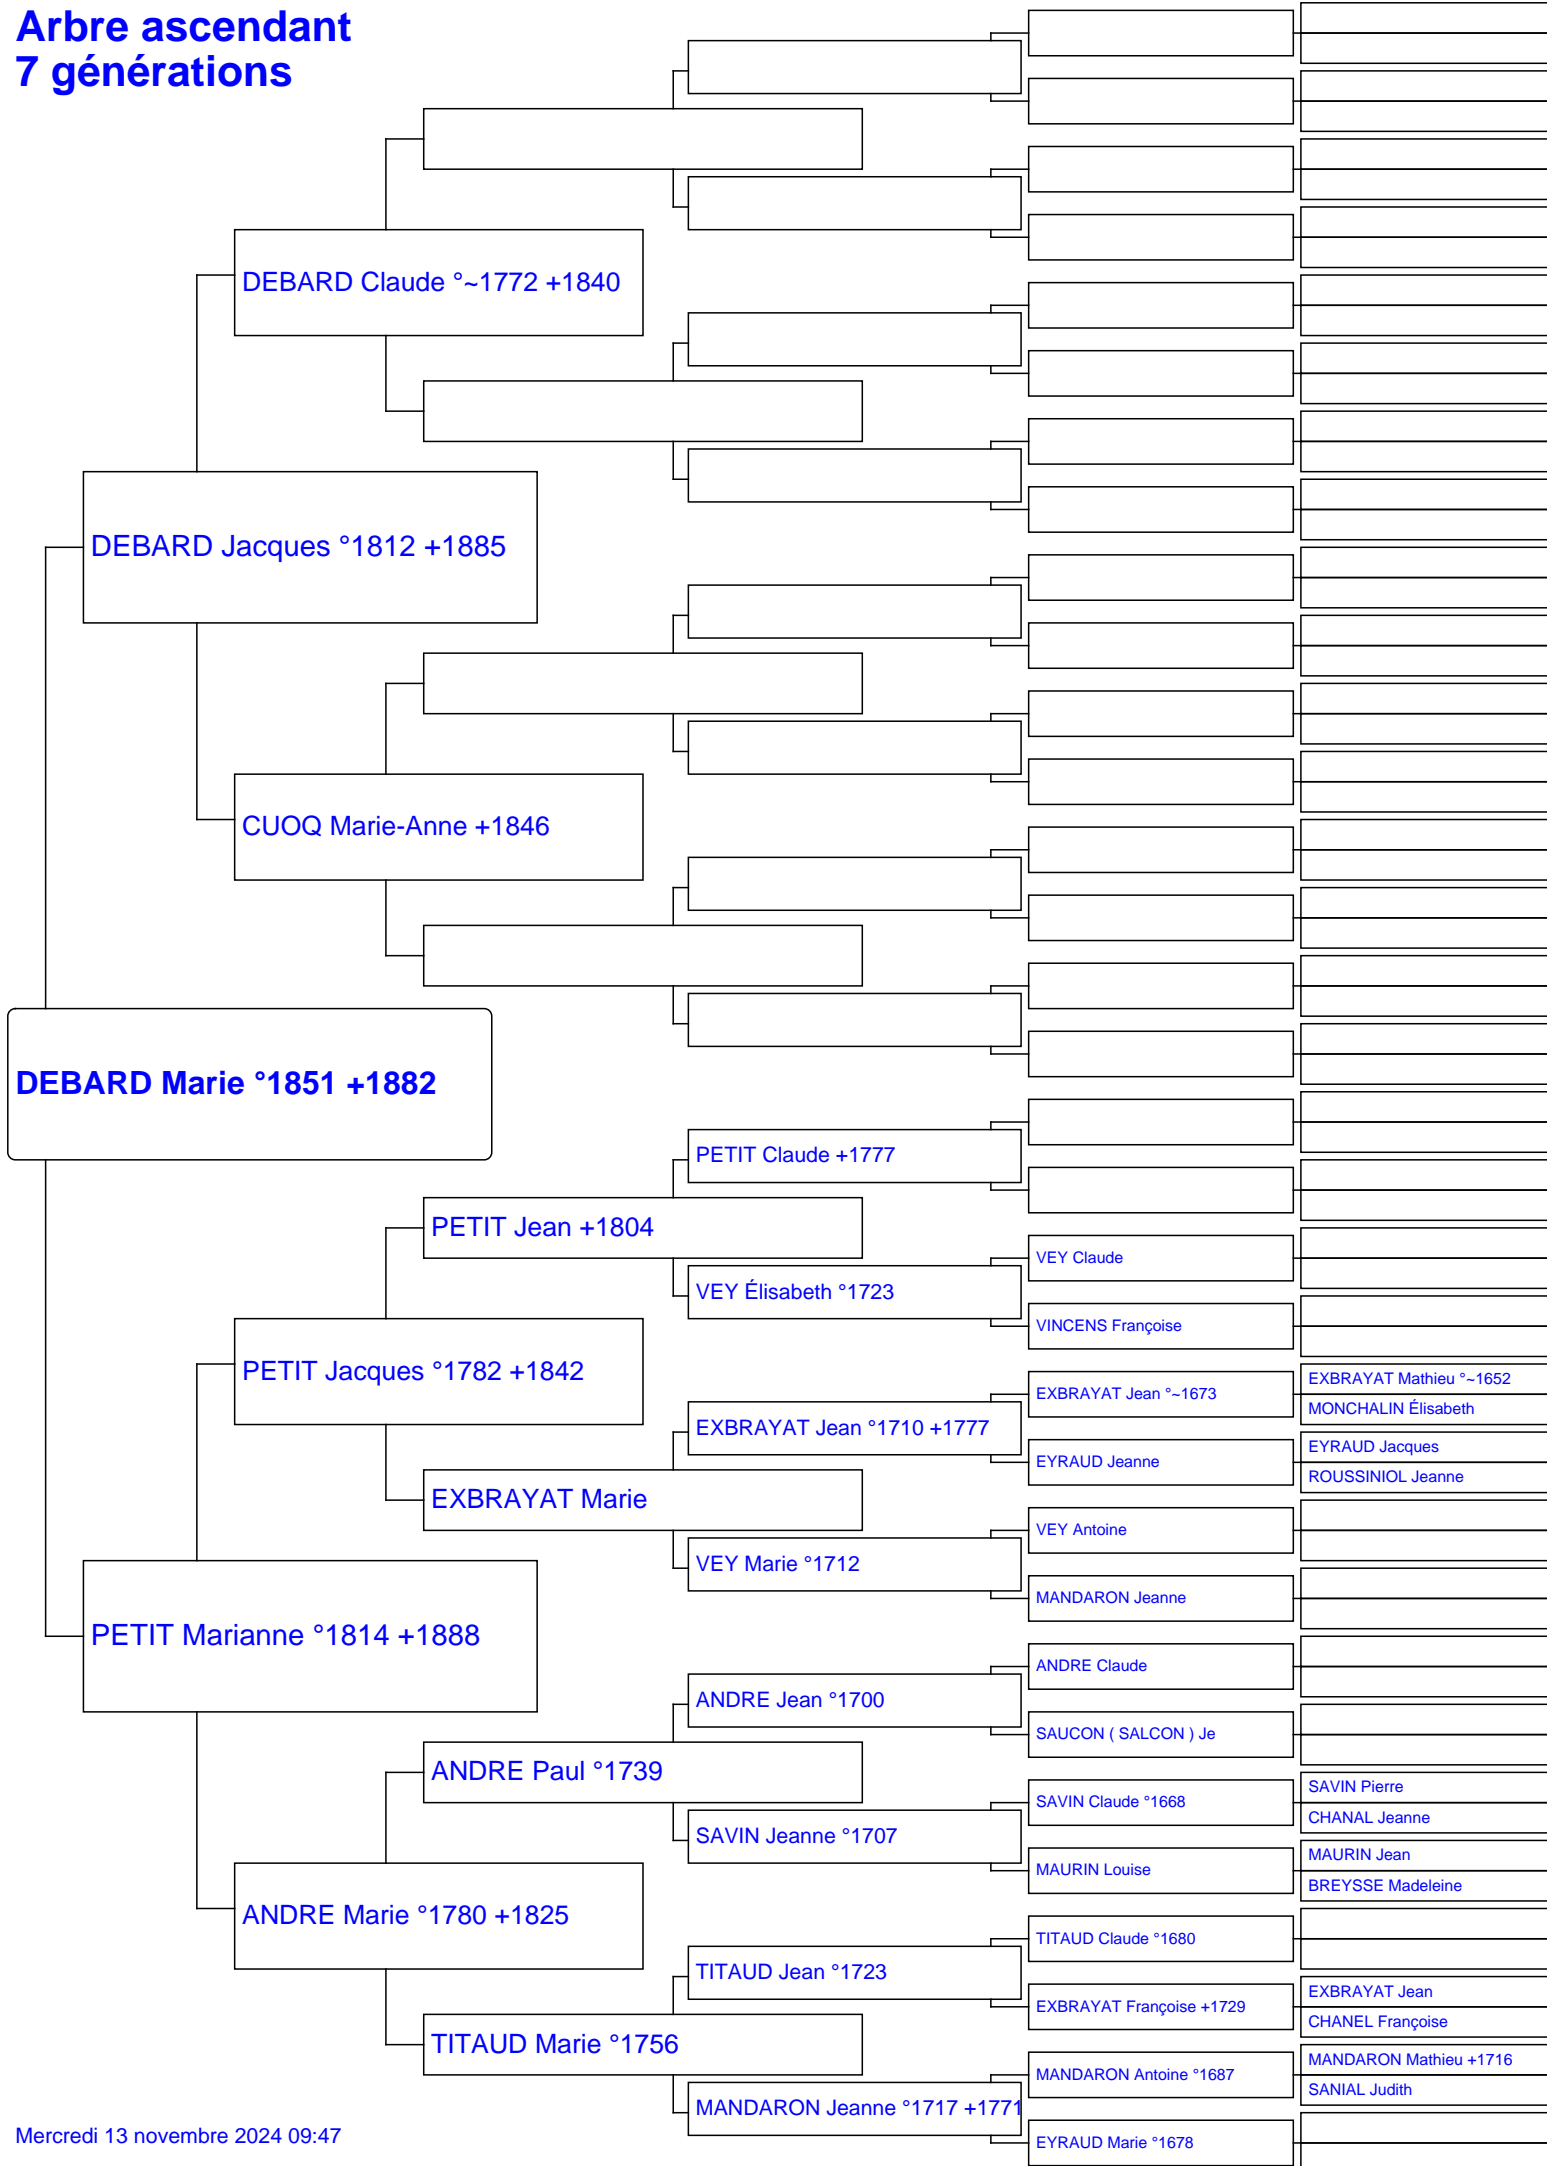 Arbre ascendant
7 générations
DEBARD Claude °~1772 +1840
DEBARD Jacques °1812 +1885
CUOQ Marie-Anne +1846
DEBARD Marie °1851 +1882
PETIT Claude +1777
PETIT Jean +1804
VEY Élisabeth °1723
VEY Claude
VINCENS Françoise
PETIT Jacques °1782 +1842
EXBRAYAT Jean °~1673
EXBRAYAT Mathieu °~1652
MONCHALIN Élisabeth
EXBRAYAT Jean °1710 +1777
EYRAUD Jeanne
EYRAUD Jacques
ROUSSINIOL Jeanne
EXBRAYAT Marie
VEY Antoine
VEY Marie °1712
MANDARON Jeanne
PETIT Marianne °1814 +1888
ANDRE Claude
ANDRE Jean °1700
SAUCON ( SALCON ) Je
ANDRE Paul °1739
SAVIN Claude °1668
SAVIN Pierre
CHANAL Jeanne
SAVIN Jeanne °1707
MAURIN Louise
MAURIN Jean
BREYSSE Madeleine
ANDRE Marie °1780 +1825
TITAUD Claude °1680
TITAUD Jean °1723
EXBRAYAT Françoise +1729
EXBRAYAT Jean
CHANEL Françoise
TITAUD Marie °1756
MANDARON Antoine °1687
MANDARON Mathieu +1716
SANIAL Judith
MANDARON Jeanne °1717 +1771
EYRAUD Marie °1678
Mercredi 13 novembre 2024 09:47